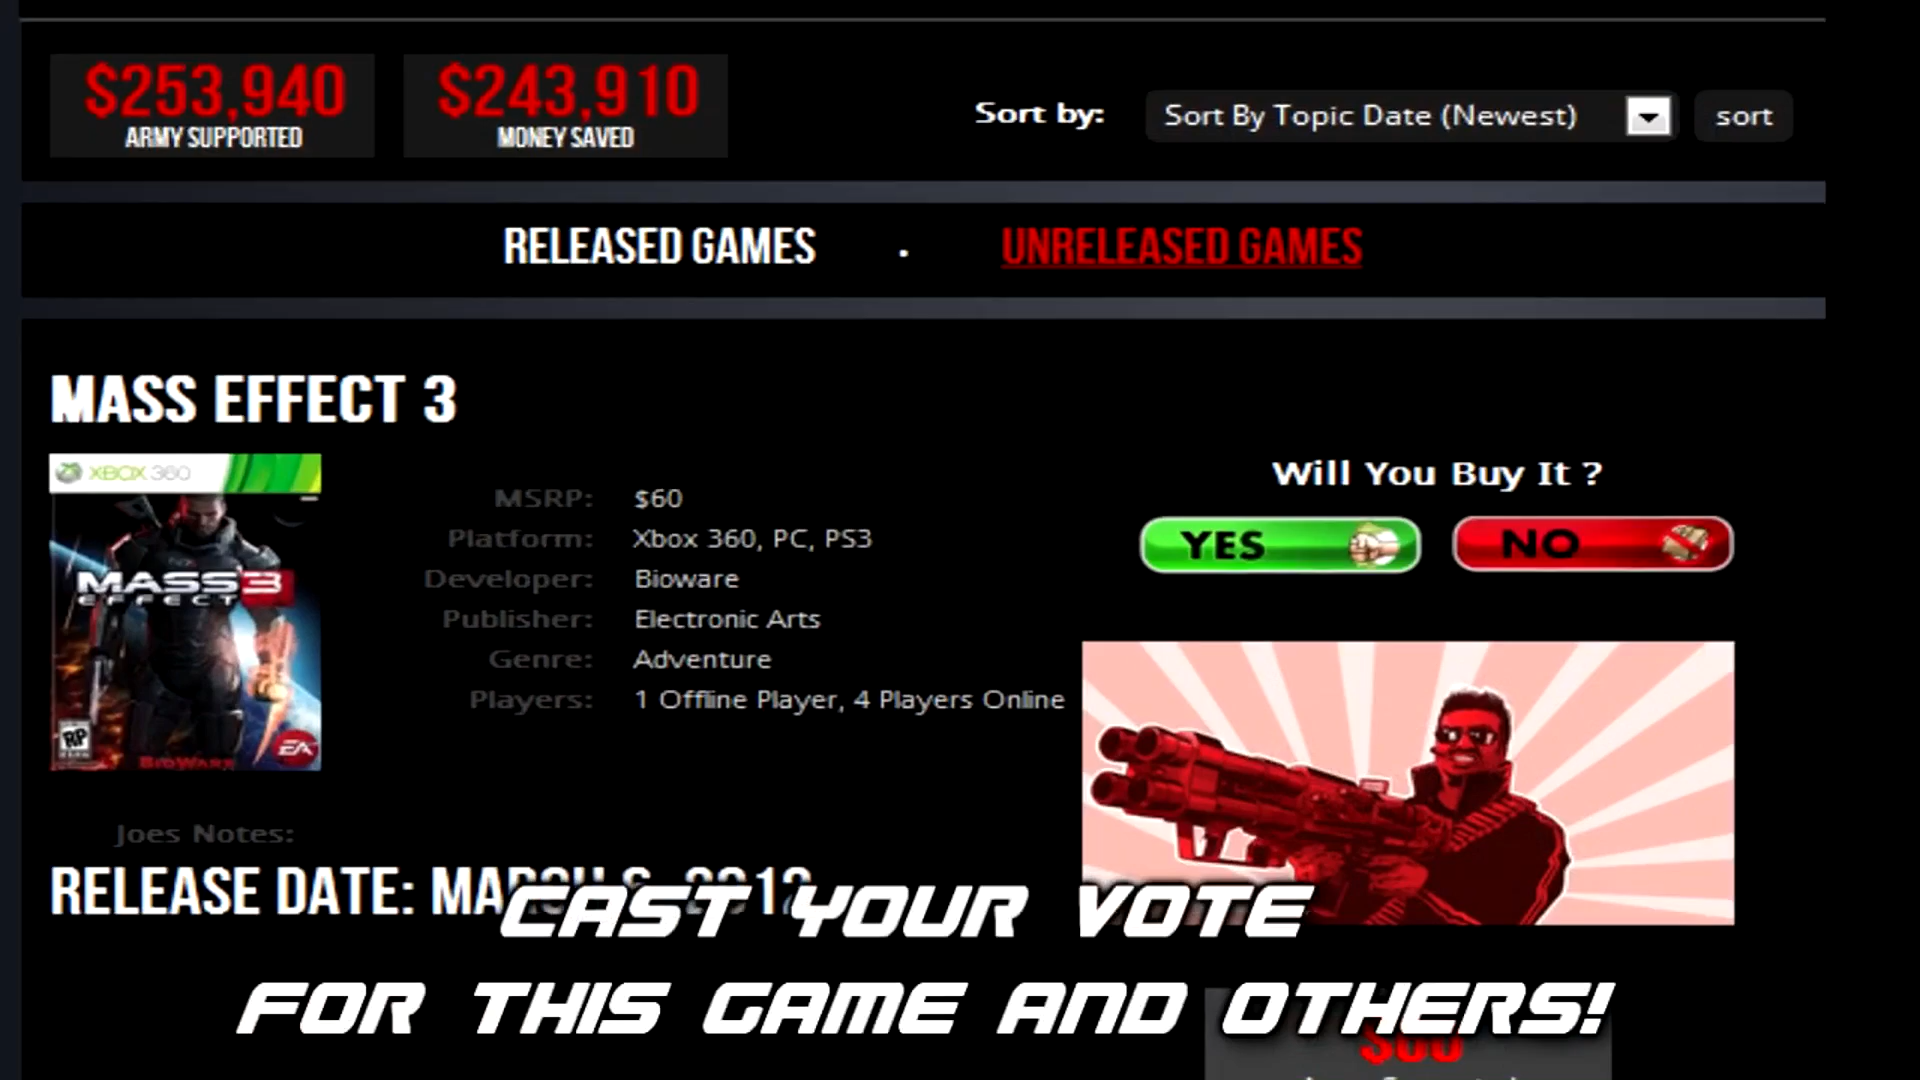 $253,940
ARMY SUPPORTED
$243,910
MONEY SAVED
Sort by:
Sort By Topic Date (Newest)
sort
RELEASED GAMES . UNRELEASED GAMES
MASS EFFECT 3
XBOX 360
MASS 3
EFFECT
RP
BIOWARE
EA
MSRP: $60
Platform: Xbox 360, PC, PS3
Developer: Bioware
Publisher: Electronic Arts
Genre: Adventure
Players: 1 Offline Player, 4 Players Online
Will You Buy It ?
YES
NO
Joes Notes:
RELEASE DATE:
CAST YOUR VOTE
FOR THIS GAME AND OTHERS!